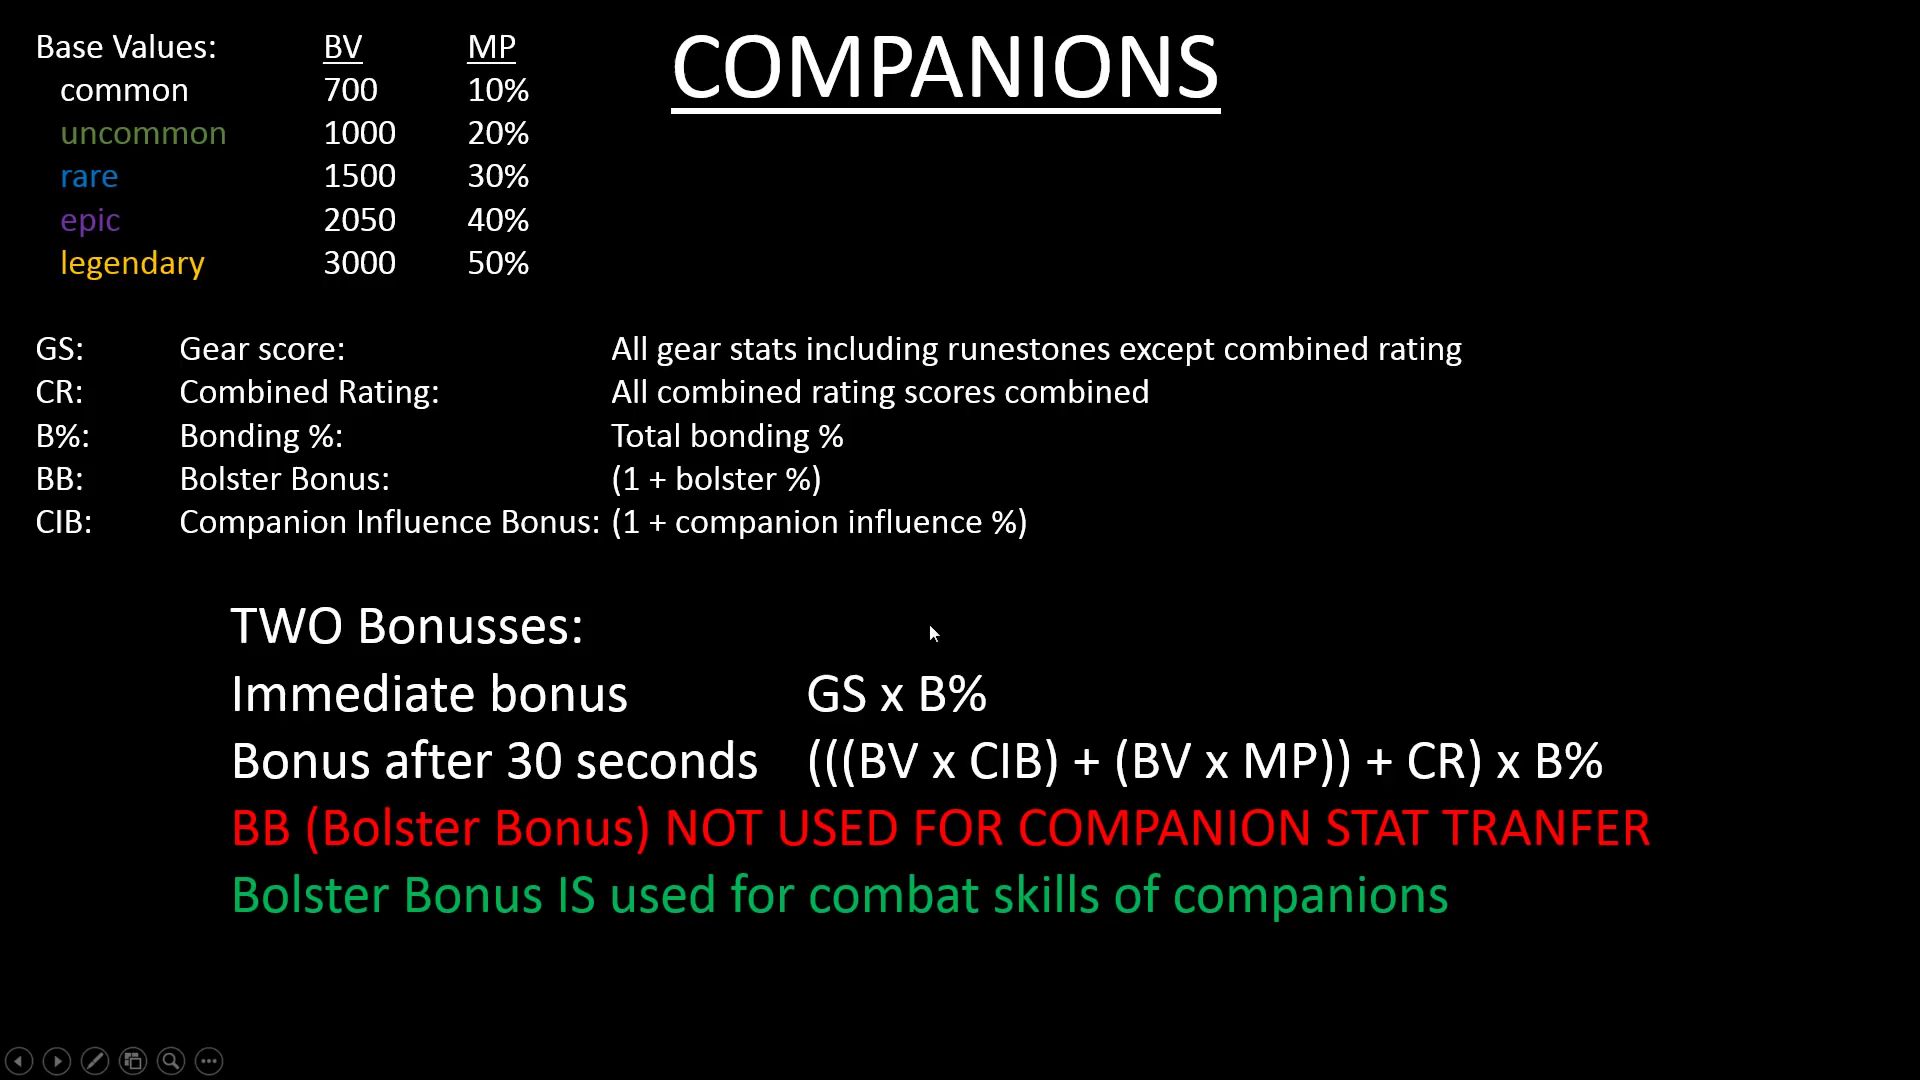 COMPANIONS
Base Values: BV MP
common 700 10%
uncommon 1000 20%
rare 1500 30%
epic 2050 40%
legendary 3000 50%
GS: Gear score: All gear stats including runestones except combined rating
CR: Combined Rating: All combined rating scores combined
B%: Bonding %: Total bonding %
BB: Bolster Bonus: (1 + bolster %)
CIB: Companion Influence Bonus: (1 + companion influence %)
TWO Bonusses:
Immediate bonus GS x B%
Bonus after 30 seconds (((BV x CIB) + (BV x MP)) + CR) x B%
BB (Bolster Bonus) NOT USED FOR COMPANION STAT TRANFER
Bolster Bonus IS used for combat skills of companions